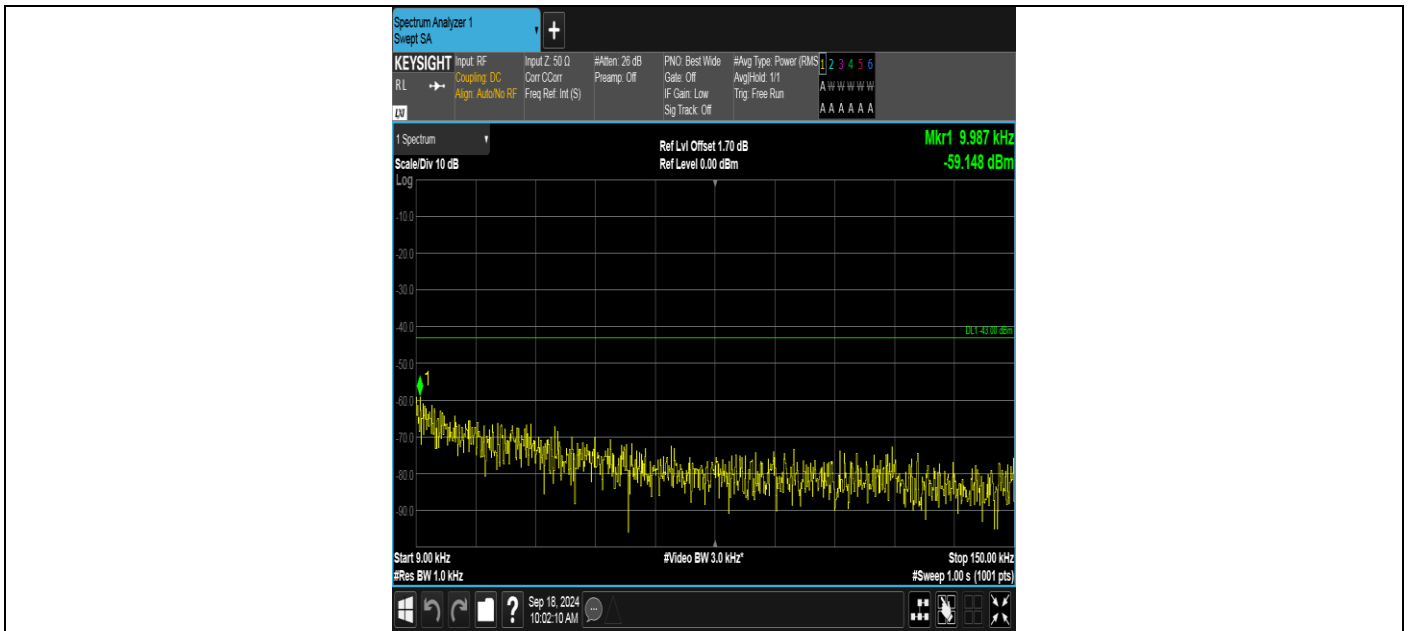 Spectrum Analyzer 1
Swept SA
+
KEYSIGHT
RL
LXI
Input: RF
Coupling: DC
Align: Auto/No RF
Input Z: 50 Ω
Corr CCorr
Freq Ref: Int (S)
#Atten: 26 dB
Preamp: Off
PNO: Best Wide
Gate: Off
IF Gain: Low
Sig Track: Off
#Avg Type: Power (RMS
Avg|Hold: 1/1
Trig: Free Run
1 2 3 4 5 6
A W W W W W
A A A A A A
1 Spectrum
Scale/Div 10 dB
Ref Lvl Offset 1.70 dB
Ref Level 0.00 dBm
Mkr1 9.987 kHz
-59.148 dBm
Log
-10.0
-20.0
-30.0
-40.0
DL1 -43.00 dBm
-50.0
1
-60.0
-70.0
-80.0
-90.0
Start 9.00 kHz
#Video BW 3.0 kHz*
Stop 150.00 kHz
#Res BW 1.0 kHz
#Sweep 1.00 s (1001 pts)
?
Sep 18, 2024
10:02:10 AM